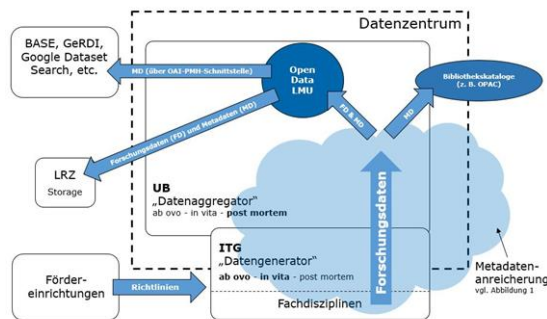 Datenzentrum
BASE, GeRDI,
Google Dataset
Search, etc.
MD (über OAI-PMH-Schnittstelle)
Open
Data
LMU
Bibliothekskataloge
(z. B. OPAC)
FD & MD
MD
Forschungsdaten (FD) und Metadaten (MD)
LRZ
Storage
UB
„Datenaggregator“
ab ovo - in vita - post mortem
Forschungsdaten
ITG
„Datengenerator“
ab ovo - in vita - post mortem
Fachdisziplinen
Förder-
einrichtungen
Richtlinien
Metadaten-
anreicherung
vgl. Abbildung 1